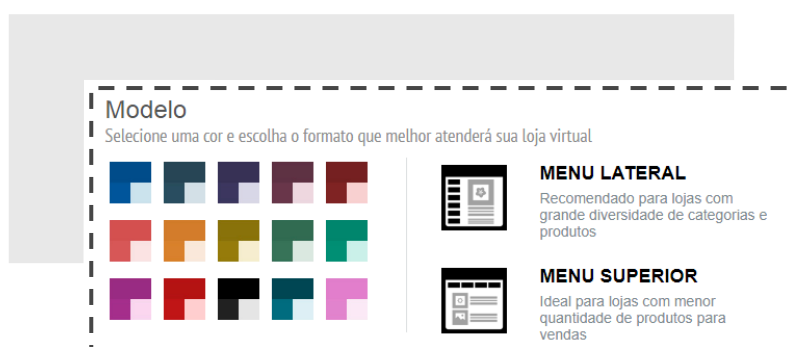 Modelo
Selecione uma cor e escolha o formato que melhor atenderá sua loja virtual
MENU LATERAL
Recomendado para lojas com
grande diversidade de categorias e
produtos
MENU SUPERIOR
Ideal para lojas com menor
quantidade de produtos para
vendas